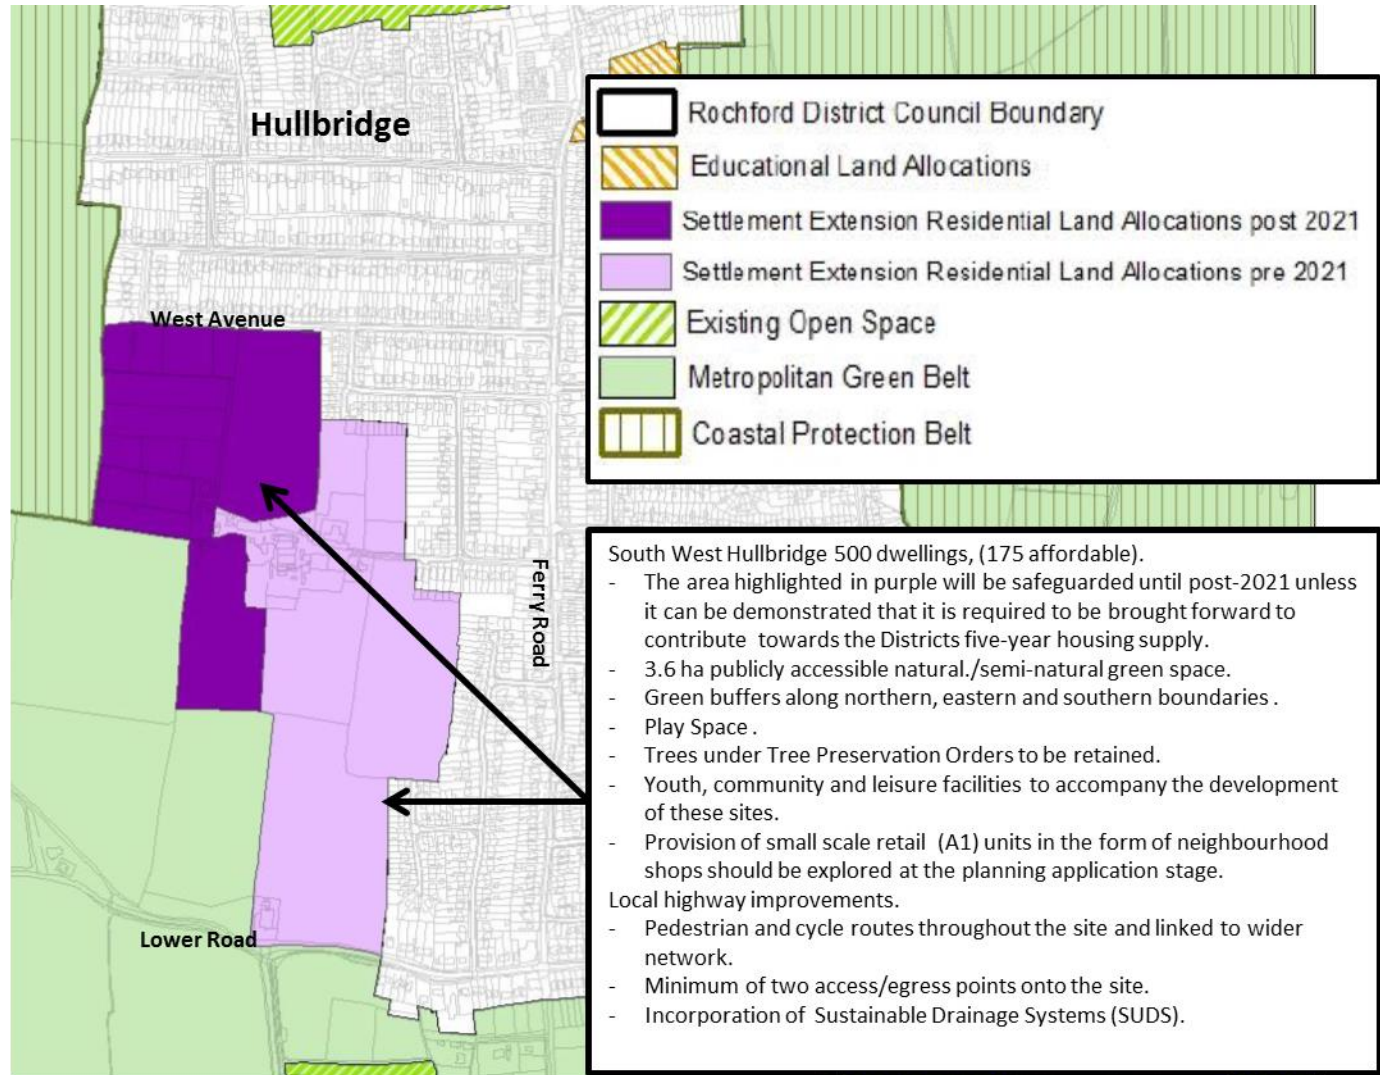 Hullbridge
West Avenue
Ferry Road
Lower Road
Rochford District Council Boundary
Educational Land Allocations
Settlement Extension Residential Land Allocations post 2021
Settlement Extension Residential Land Allocations pre 2021
Existing Open Space
Metropolitan Green Belt
Coastal Protection Belt
South West Hullbridge 500 dwellings, (175 affordable).
- The area highlighted in purple will be safeguarded until post-2021 unless
it can be demonstrated that it is required to be brought forward to
contribute towards the Districts five-year housing supply.
- 3.6 ha publicly accessible natural./semi-natural green space.
- Green buffers along northern, eastern and southern boundaries .
- Play Space .
- Trees under Tree Preservation Orders to be retained.
- Youth, community and leisure facilities to accompany the development
of these sites.
- Provision of small scale retail (A1) units in the form of neighbourhood
shops should be explored at the planning application stage.
Local highway improvements.
- Pedestrian and cycle routes throughout the site and linked to wider
network.
- Minimum of two access/egress points onto the site.
- Incorporation of Sustainable Drainage Systems (SUDS).